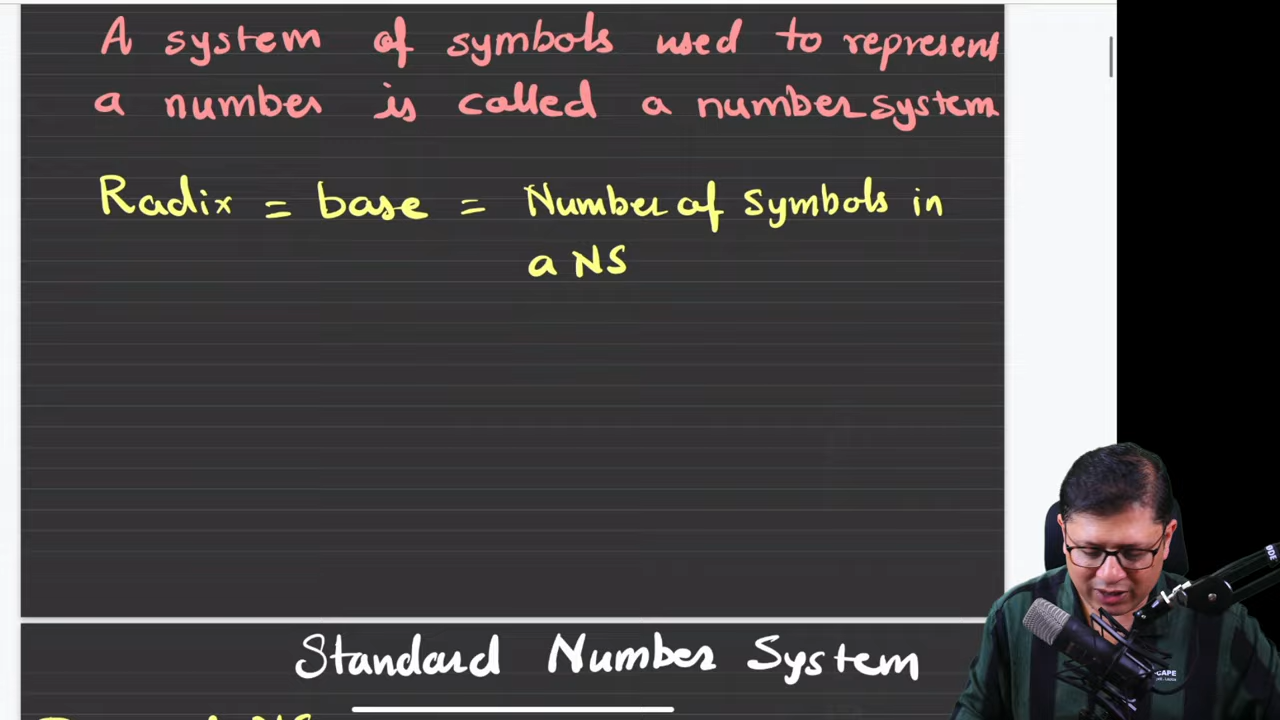 A system of symbols used to represent
a number is called a number system
Radix = base = Number of symbols in
a NS
Standard Number System
NS